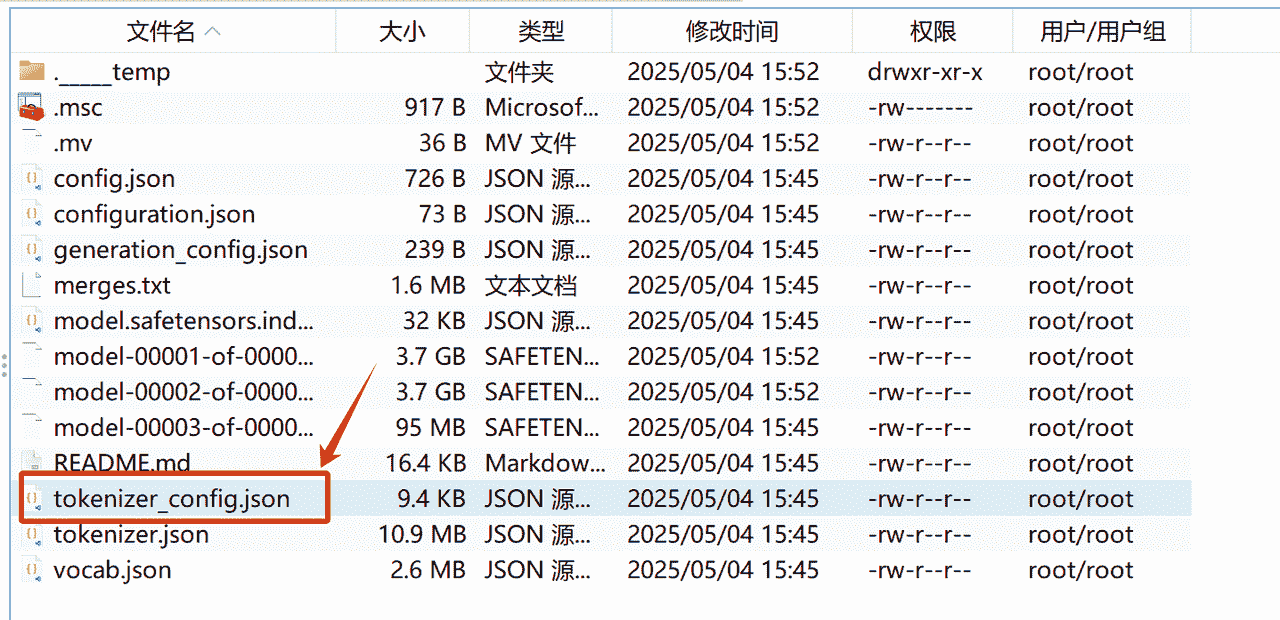 文件名 大小 类型 修改时间 权限 用户/用户组
._____temp 文件夹 2025/05/04 15:52 drwxr-xr-x root/root
.msc 917 B Microsof... 2025/05/04 15:52 -rw------- root/root
.mv 36 B MV 文件 2025/05/04 15:52 -rw-r--r-- root/root
config.json 726 B JSON 源... 2025/05/04 15:45 -rw-r--r-- root/root
configuration.json 73 B JSON 源... 2025/05/04 15:45 -rw-r--r-- root/root
generation_config.json 239 B JSON 源... 2025/05/04 15:45 -rw-r--r-- root/root
merges.txt 1.6 MB 文本文档 2025/05/04 15:45 -rw-r--r-- root/root
model.safetensors.ind... 32 KB JSON 源... 2025/05/04 15:45 -rw-r--r-- root/root
model-00001-of-0000... 3.7 GB SAFETEN... 2025/05/04 15:52 -rw-r--r-- root/root
model-00002-of-0000... 3.7 GB SAFETEN... 2025/05/04 15:52 -rw-r--r-- root/root
model-00003-of-0000... 95 MB SAFETEN... 2025/05/04 15:45 -rw-r--r-- root/root
README.md 16.4 KB Markdow... 2025/05/04 15:45 -rw-r--r-- root/root
tokenizer_config.json 9.4 KB JSON 源... 2025/05/04 15:45 -rw-r--r-- root/root
tokenizer.json 10.9 MB JSON 源... 2025/05/04 15:45 -rw-r--r-- root/root
vocab.json 2.6 MB JSON 源... 2025/05/04 15:45 -rw-r--r-- root/root